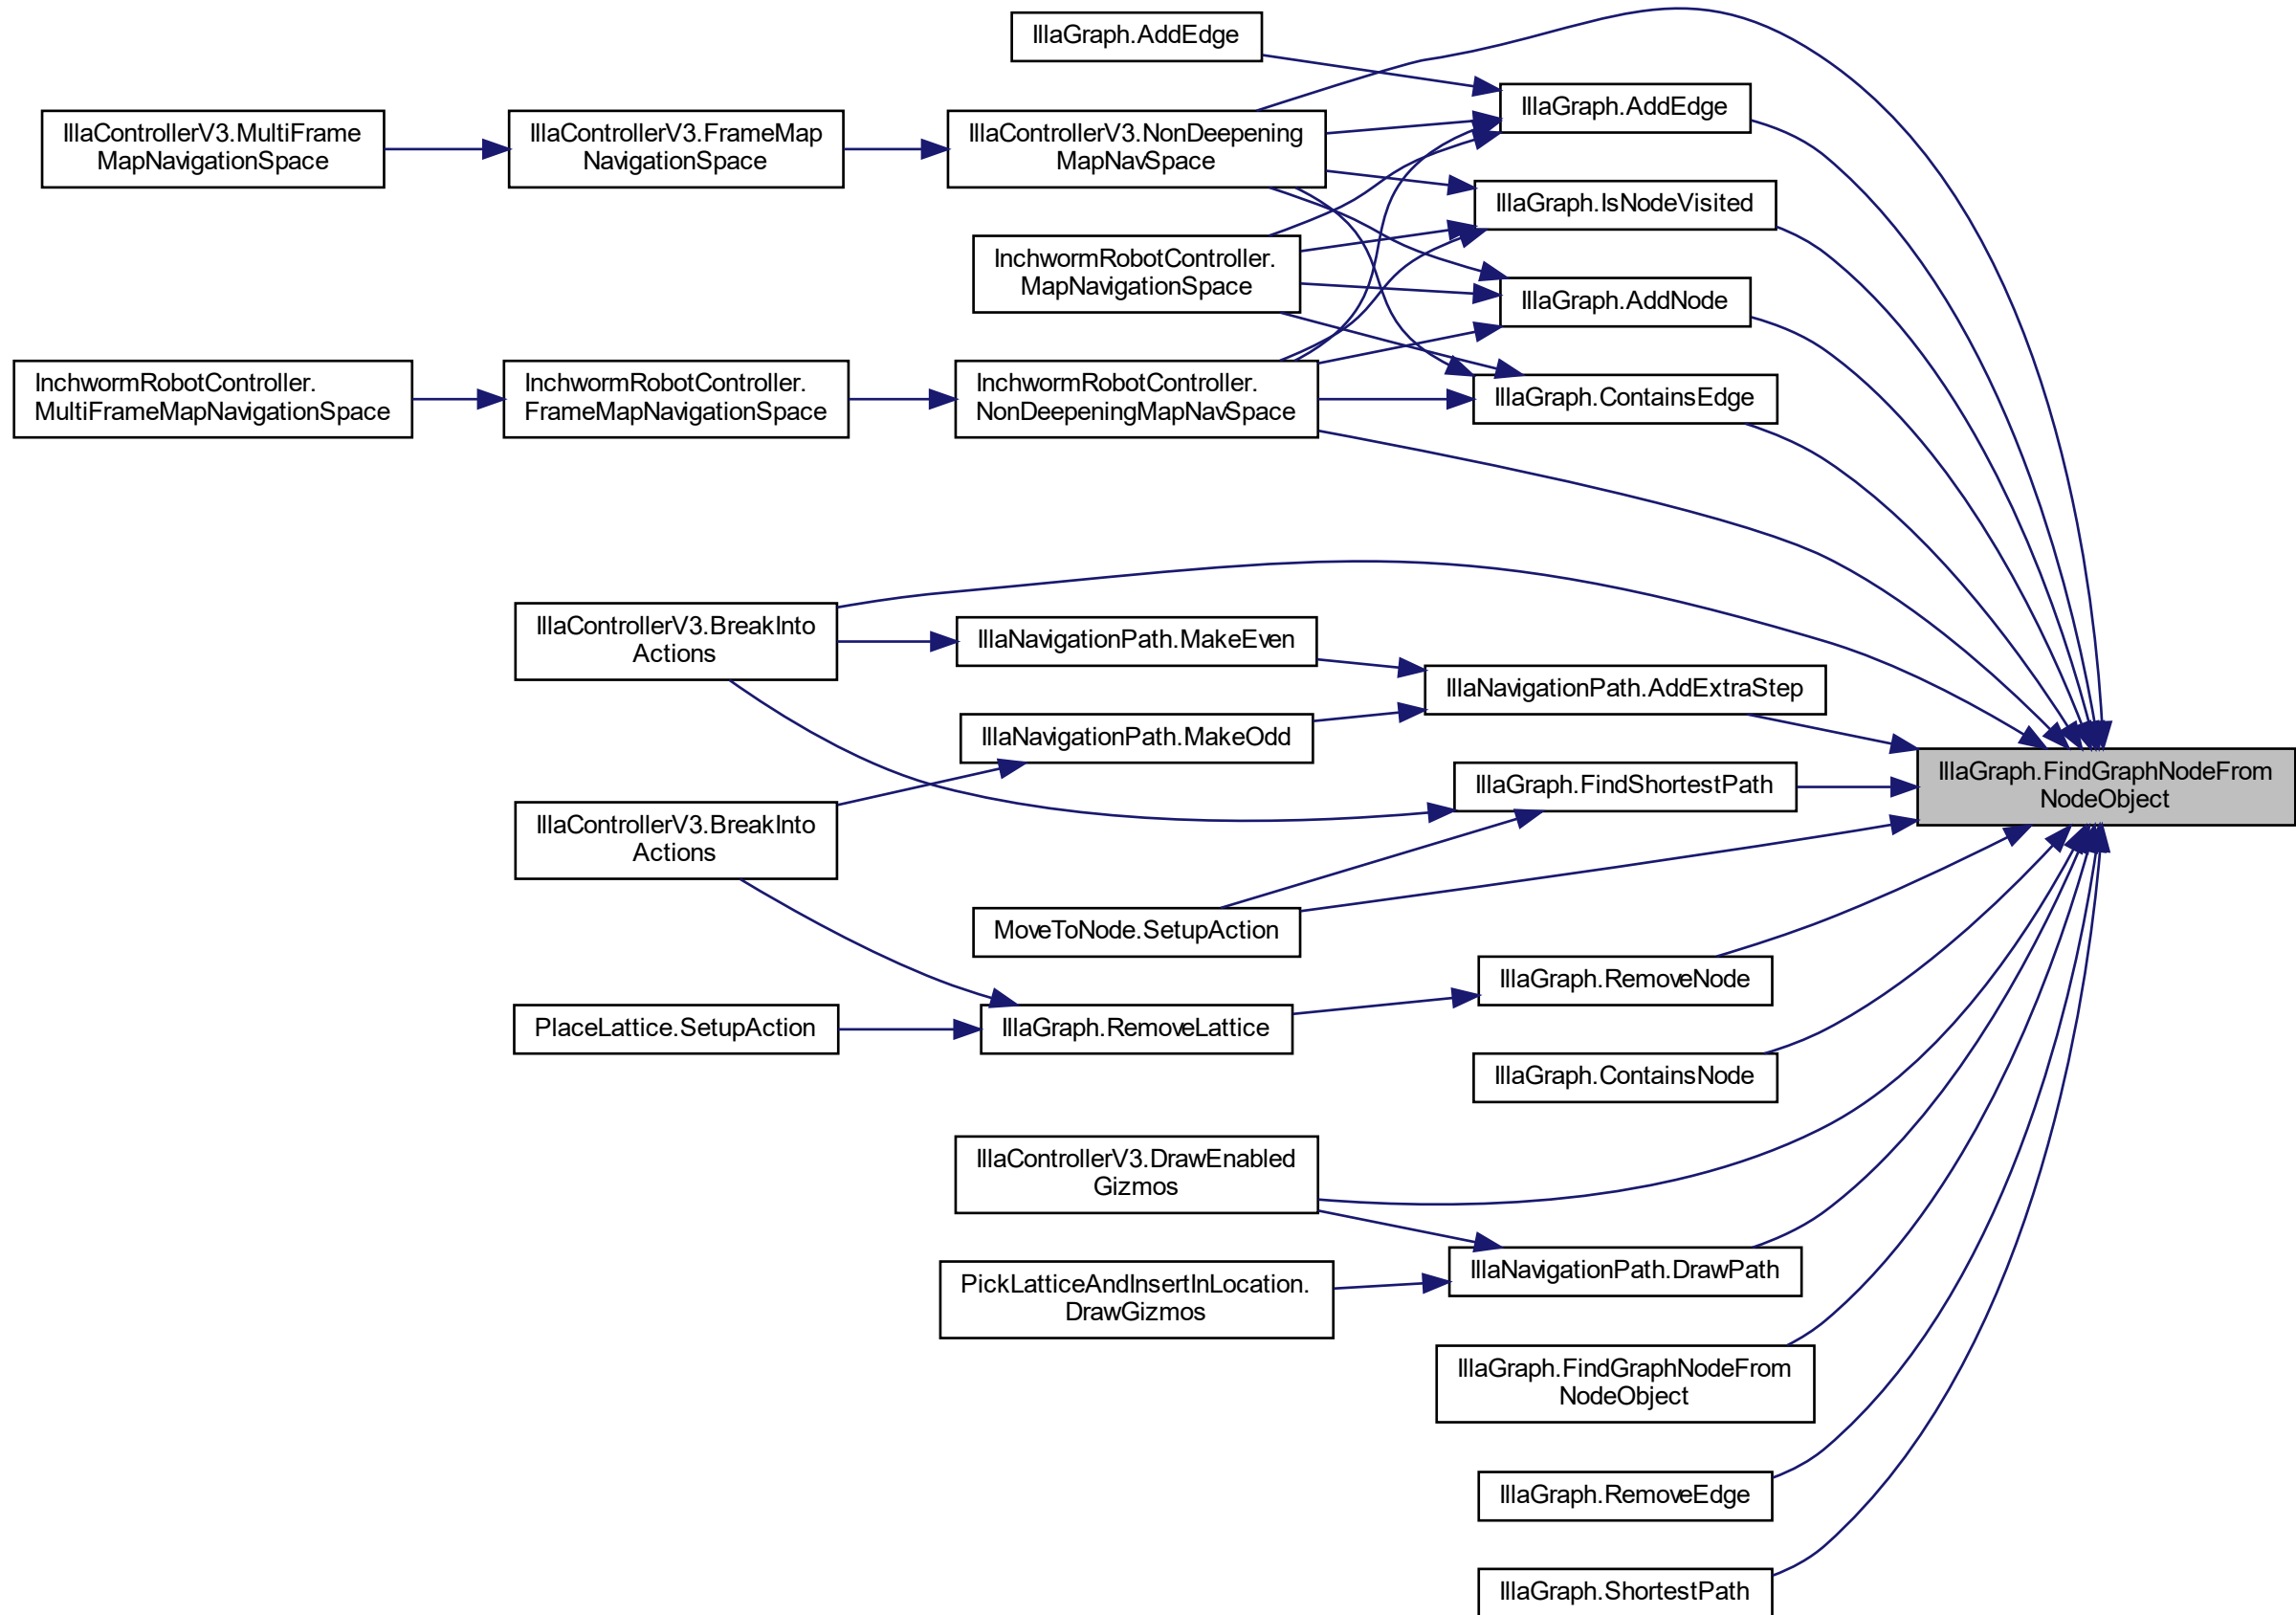 IllaGraph.AddEdge
IllaGraph.AddEdge
IllaControllerV3.MultiFrame
MapNavigationSpace
IllaControllerV3.FrameMap
NavigationSpace
IllaControllerV3.NonDeepening
MapNavSpace
IllaGraph.IsNodeVisited
InchwormRobotController.
MapNavigationSpace
IllaGraph.AddNode
InchwormRobotController.
MultiFrameMapNavigationSpace
InchwormRobotController.
FrameMapNavigationSpace
InchwormRobotController.
NonDeepeningMapNavSpace
IllaGraph.ContainsEdge
IllaControllerV3.BreakInto
Actions
IllaNavigationPath.MakeEven
IllaNavigationPath.AddExtraStep
IllaNavigationPath.MakeOdd
IllaGraph.FindGraphNodeFrom
NodeObject
IllaGraph.FindShortestPath
IllaControllerV3.BreakInto
Actions
MoveToNode.SetupAction
IllaGraph.RemoveNode
PlaceLattice.SetupAction
IllaGraph.RemoveLattice
IllaGraph.ContainsNode
IllaControllerV3.DrawEnabled
Gizmos
IllaNavigationPath.DrawPath
PickLatticeAndInsertInLocation.
DrawGizmos
IllaGraph.FindGraphNodeFrom
NodeObject
IllaGraph.RemoveEdge
IllaGraph.ShortestPath